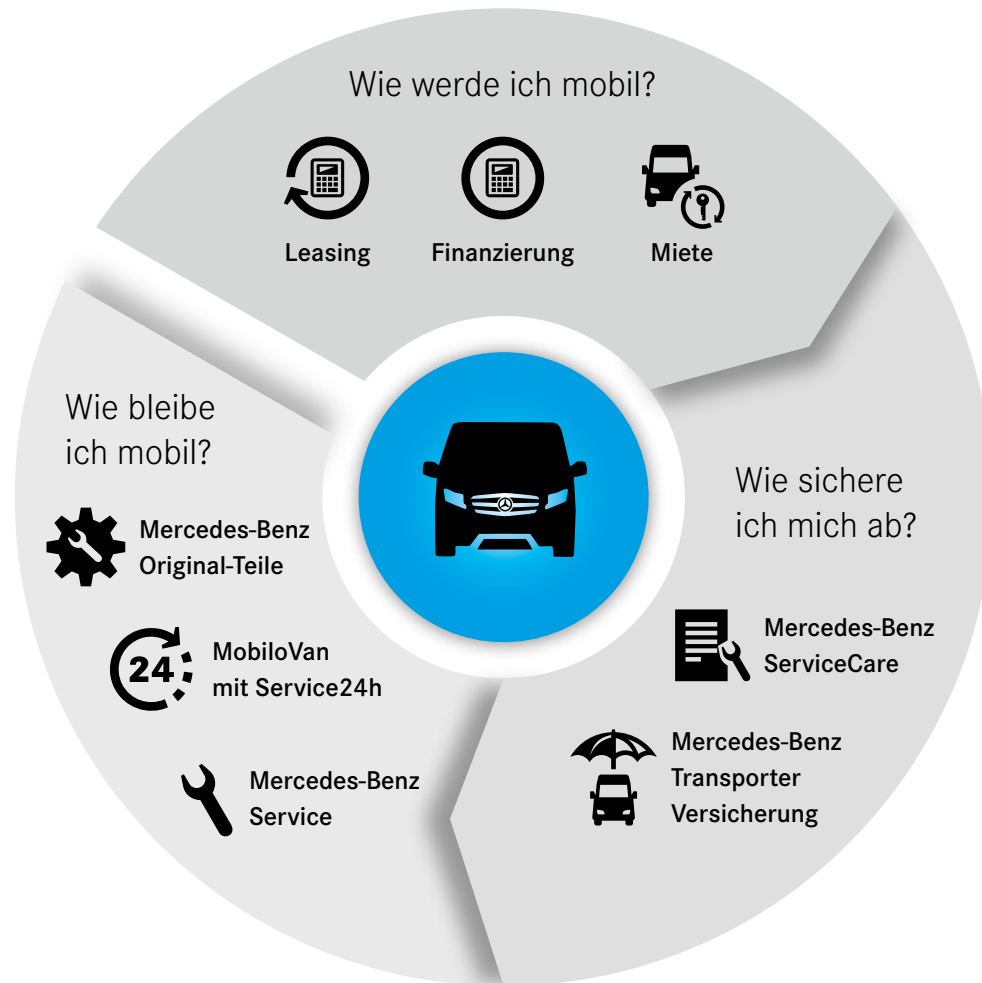 Wie werde ich mobil?
Leasing
Finanzierung
Miete
Wie sichere
ich mich ab?
Mercedes-Benz
ServiceCare
Mercedes-Benz
Transporter
Versicherung
Wie bleibe
ich mobil?
Mercedes-Benz
Original-Teile
24
MobiloVan
mit Service24h
Mercedes-Benz
Service